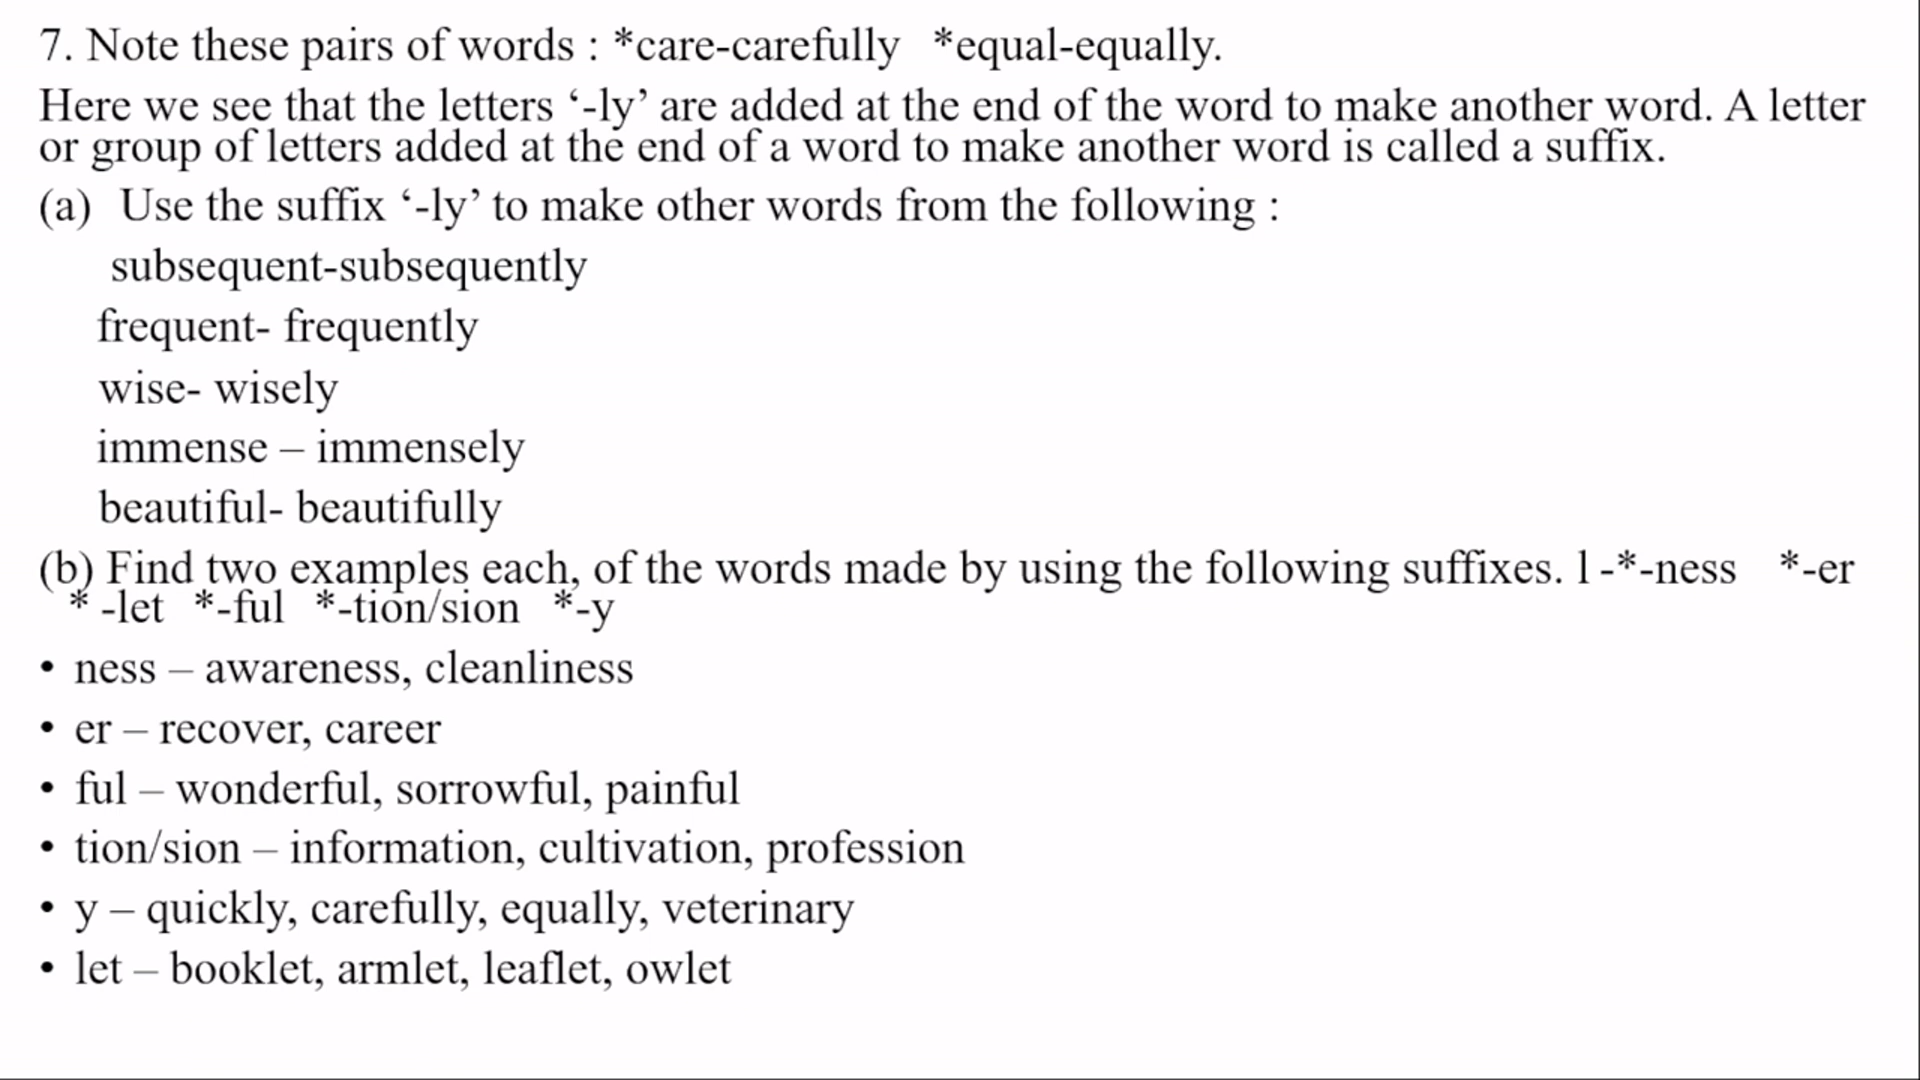 7. Note these pairs of words : *care-carefully *equal-equally.
Here we see that the letters ‘-ly’ are added at the end of the word to make another word. A letter
or group of letters added at the end of a word to make another word is called a suffix.
(a) Use the suffix ‘-ly’ to make other words from the following :
subsequent-subsequently
frequent- frequently
wise- wisely
immense – immensely
beautiful- beautifully
(b) Find two examples each, of the words made by using the following suffixes. l -*-ness *-er
* -let *-ful *-tion/sion *-y
• ness – awareness, cleanliness
• er – recover, career
• ful – wonderful, sorrowful, painful
• tion/sion – information, cultivation, profession
• y – quickly, carefully, equally, veterinary
• let – booklet, armlet, leaflet, owlet